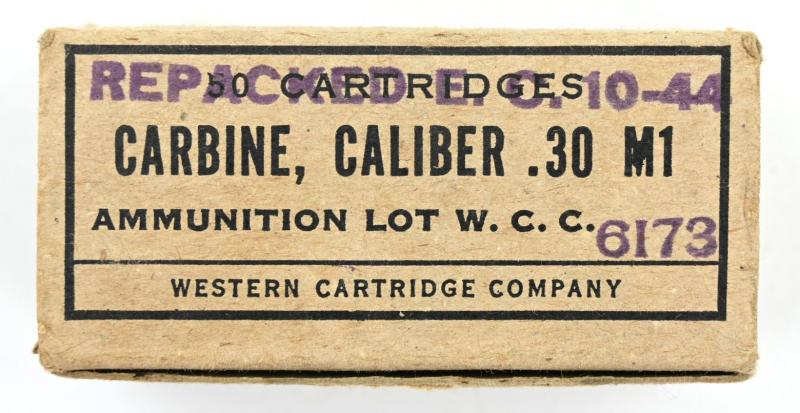 REPACKED E. O. 10-44
50 CARTRIDGES
CARBINE, CALIBER .30 M1
AMMUNITION LOT W. C. C. 6173
WESTERN CARTRIDGE COMPANY